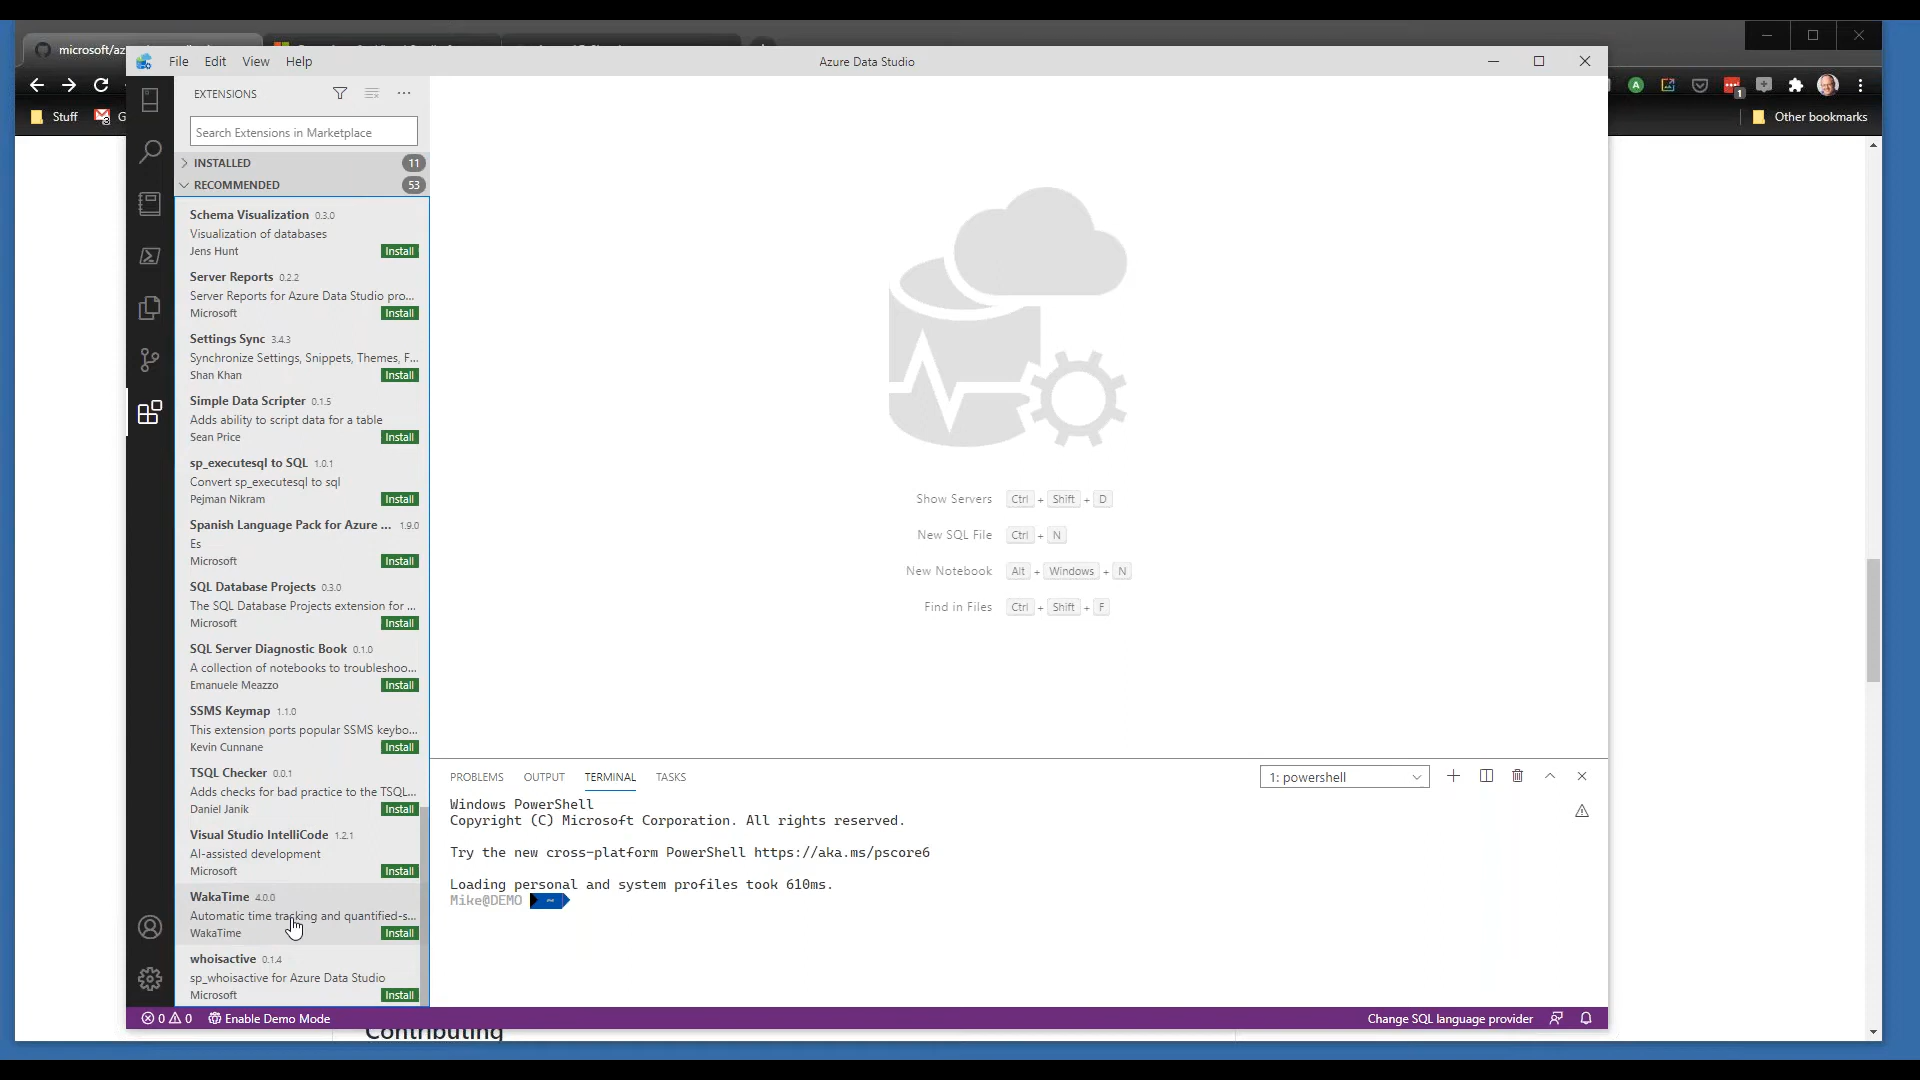 microsoft/az
File Edit View Help
Azure Data Studio
Stuff
G
Other bookmarks
A
1
EXTENSIONS
Search Extensions in Marketplace
INSTALLED 11
RECOMMENDED 53
Schema Visualization 0.3.0
Visualization of databases
Jens Hunt Install
Server Reports 0.2.2
Server Reports for Azure Data Studio pro...
Microsoft Install
Settings Sync 3.4.3
Synchronize Settings, Snippets, Themes, F...
Shan Khan Install
Simple Data Scripter 0.1.5
Adds ability to script data for a table
Sean Price Install
sp_executesql to SQL 1.0.1
Convert sp_executesql to sql
Pejman Nikram Install
Spanish Language Pack for Azure ... 1.9.0
Es
Microsoft Install
SQL Database Projects 0.3.0
The SQL Database Projects extension for ...
Microsoft Install
SQL Server Diagnostic Book 0.1.0
A collection of notebooks to troubleshoo...
Emanuele Meazzo Install
SSMS Keymap 1.1.0
This extension ports popular SSMS keybo...
Kevin Cunnane Install
TSQL Checker 0.0.1
Adds checks for bad practice to the TSQL...
Daniel Janik Install
Visual Studio IntelliCode 1.2.1
AI-assisted development
Microsoft Install
WakaTime 4.0.0
Automatic time tracking and quantified-s...
WakaTime Install
whoisactive 0.1.4
sp_whoisactive for Azure Data Studio
Microsoft Install
Show Servers Ctrl + Shift + D
New SQL File Ctrl + N
New Notebook Alt + Windows + N
Find in Files Ctrl + Shift + F
PROBLEMS OUTPUT TERMINAL TASKS
1: powershell
Windows PowerShell
Copyright (C) Microsoft Corporation. All rights reserved.
Try the new cross-platform PowerShell https://aka.ms/pscore6
Loading personal and system profiles took 610ms.
Mike@DEMO ~
0 0 Enable Demo Mode
Change SQL language provider
Contributing